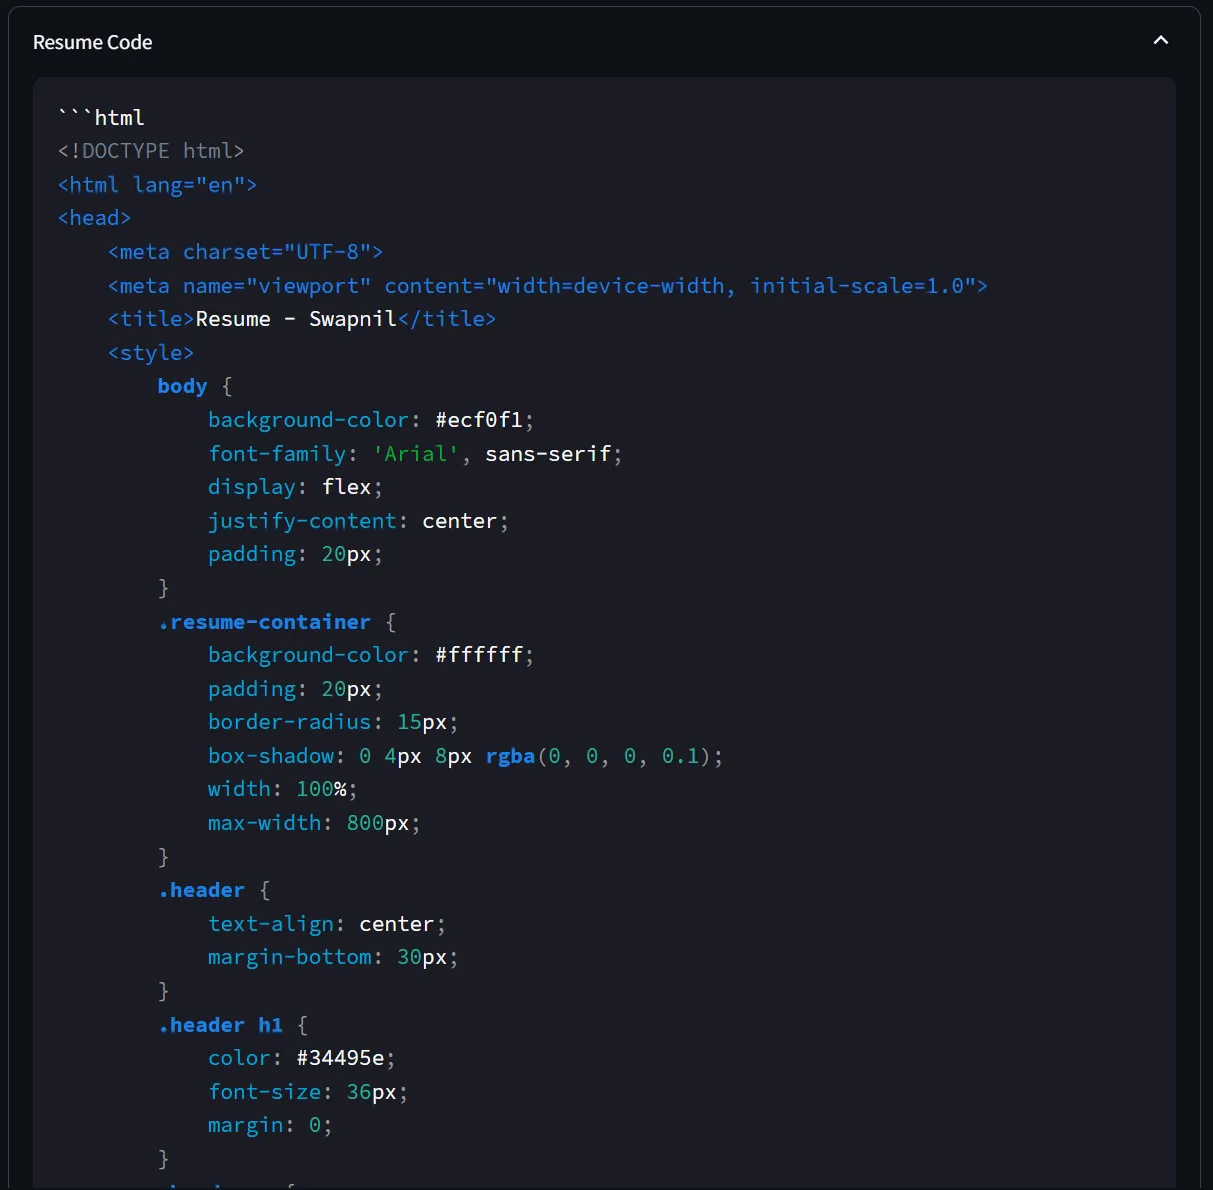 Resume Code
```html
<!DOCTYPE html>
<html lang="en">
<head>
    <meta charset="UTF-8">
    <meta name="viewport" content="width=device-width, initial-scale=1.0">
    <title>Resume - Swapnil</title>
    <style>
        body {
            background-color: #ecf0f1;
            font-family: 'Arial', sans-serif;
            display: flex;
            justify-content: center;
            padding: 20px;
        }
        .resume-container {
            background-color: #ffffff;
            padding: 20px;
            border-radius: 15px;
            box-shadow: 0 4px 8px rgba(0, 0, 0, 0.1);
            width: 100%;
            max-width: 800px;
        }
        .header {
            text-align: center;
            margin-bottom: 30px;
        }
        .header h1 {
            color: #34495e;
            font-size: 36px;
            margin: 0;
        }